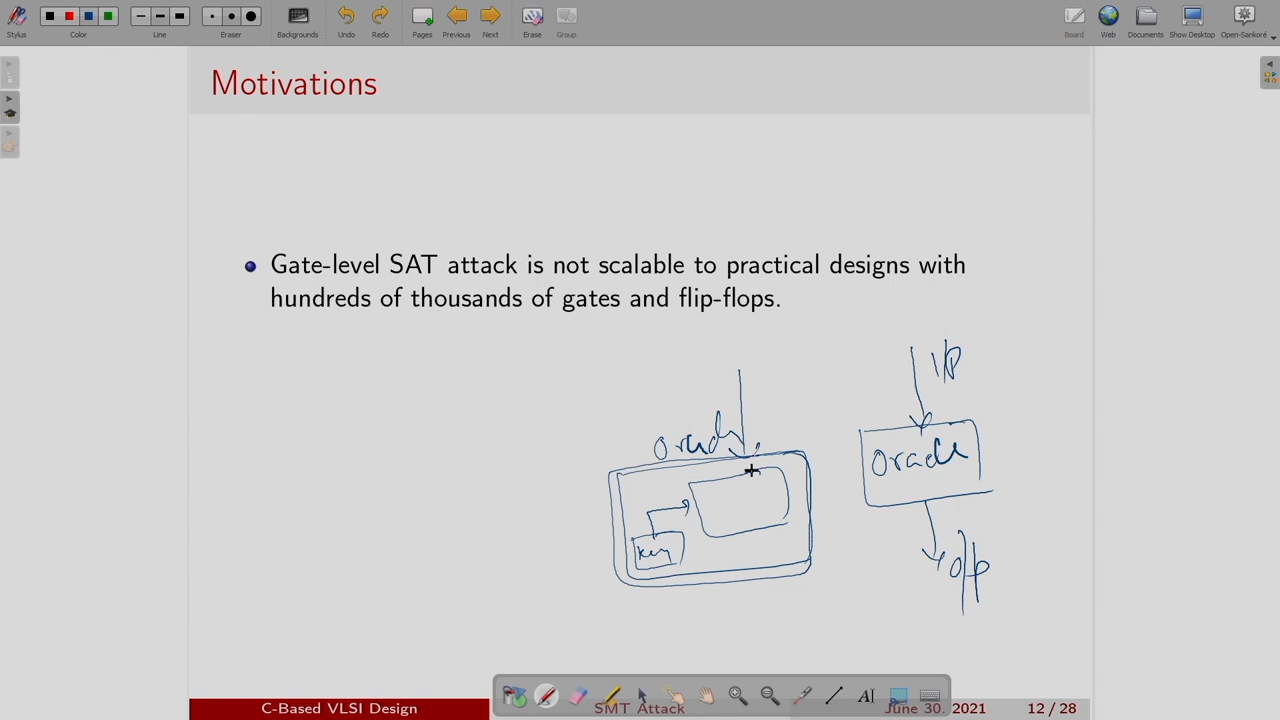 Stylus
Color
Line
Eraser
Backgrounds
Undo
Redo
Pages
Previous
Next
Erase
Group
Board
Web
Documents
Show Desktop
Open-Sankoré
Motivations
Gate-level SAT attack is not scalable to practical designs with
hundreds of thousands of gates and flip-flops.
I/P
Oracle
Oracle
key
O/p
C-Based VLSI Design
SMT Attack
June 30, 2021
12 / 28